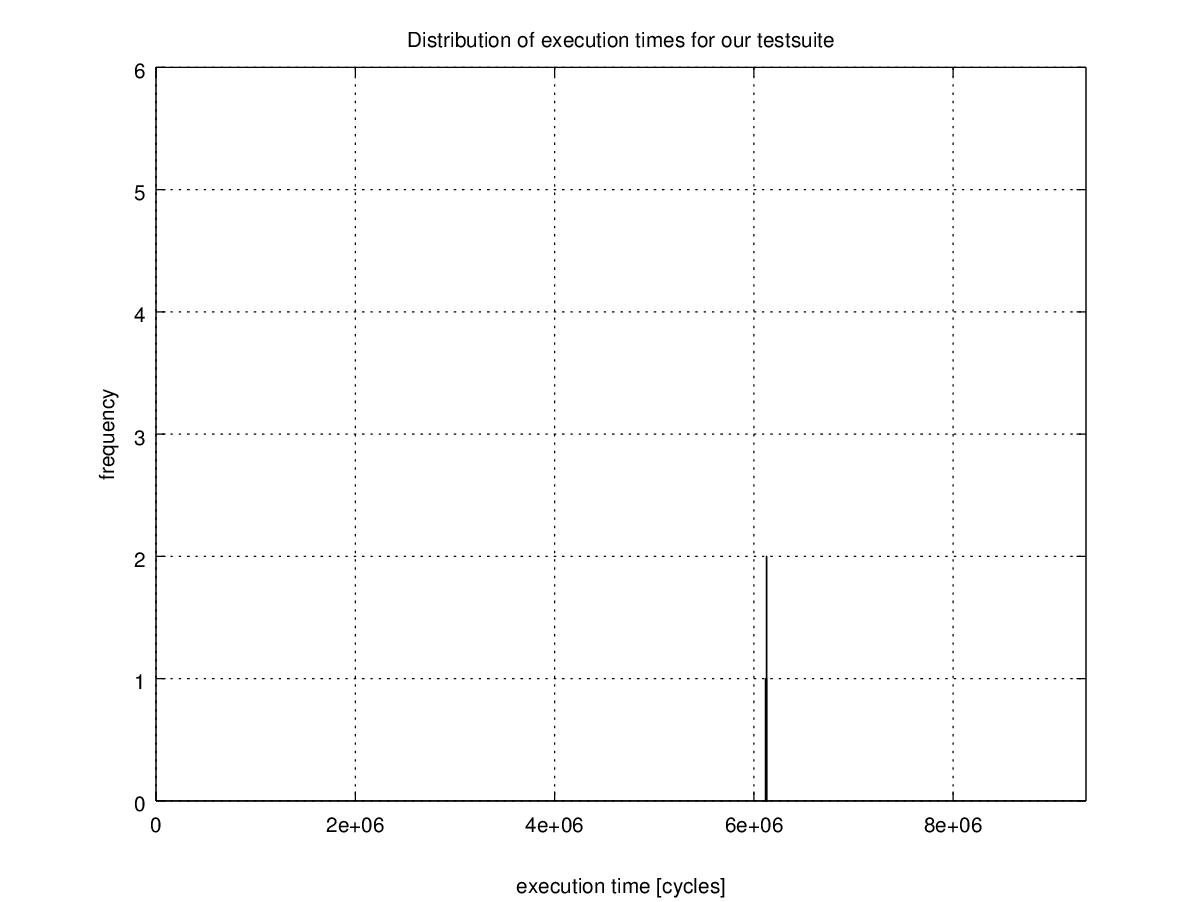 Distribution of execution times for our testsuite
6
5
4
3
2
1
0
frequency
0 2e+06 4e+06 6e+06 8e+06
execution time [cycles]